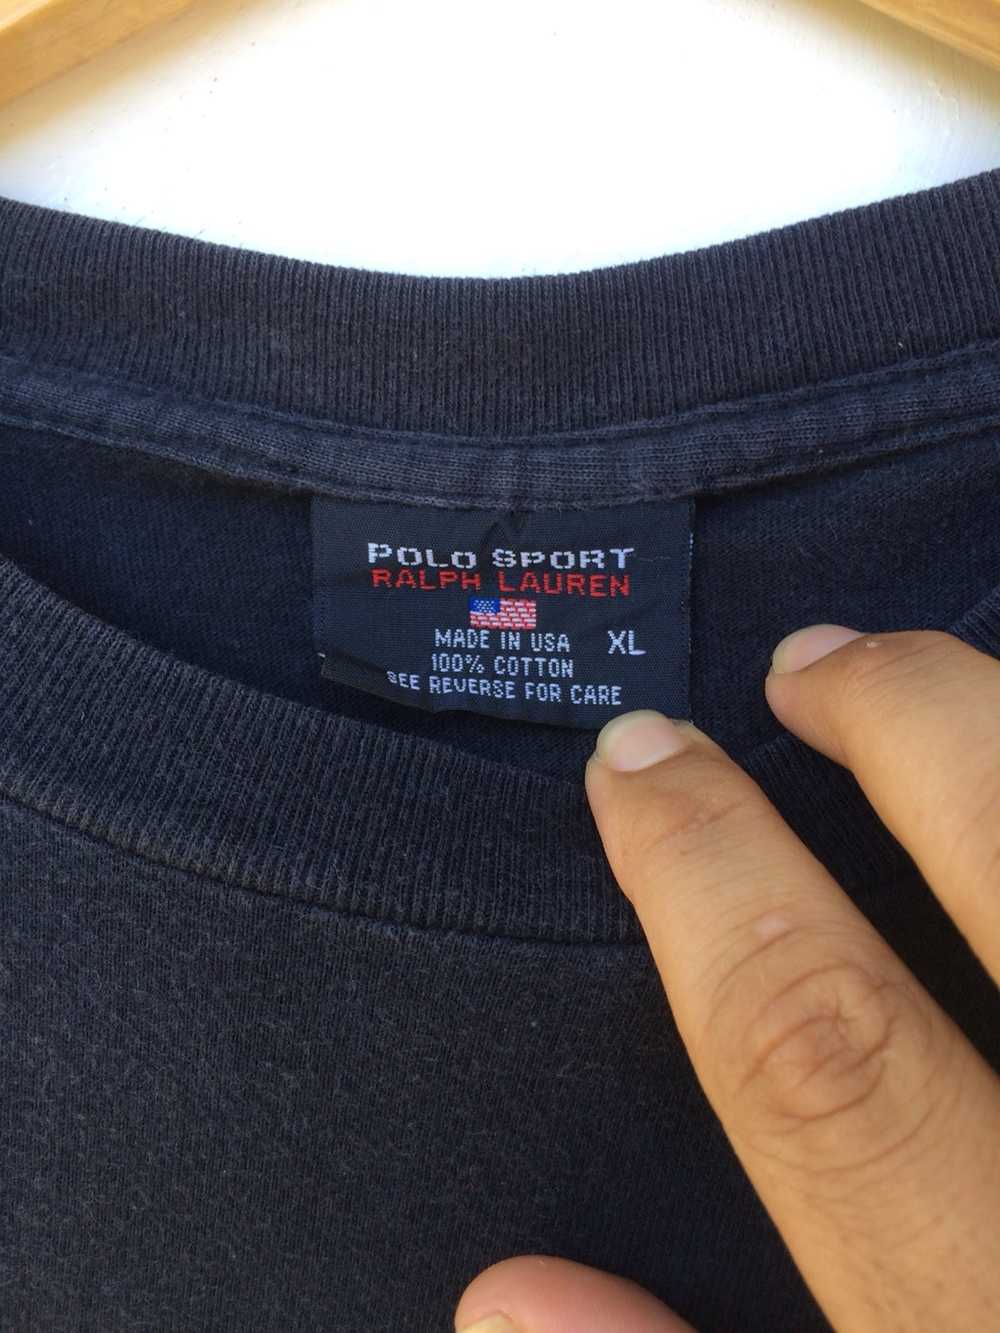 POLO SPORT
RALPH LAUREN
MADE IN USA XL
100% COTTON
SEE REVERSE FOR CARE